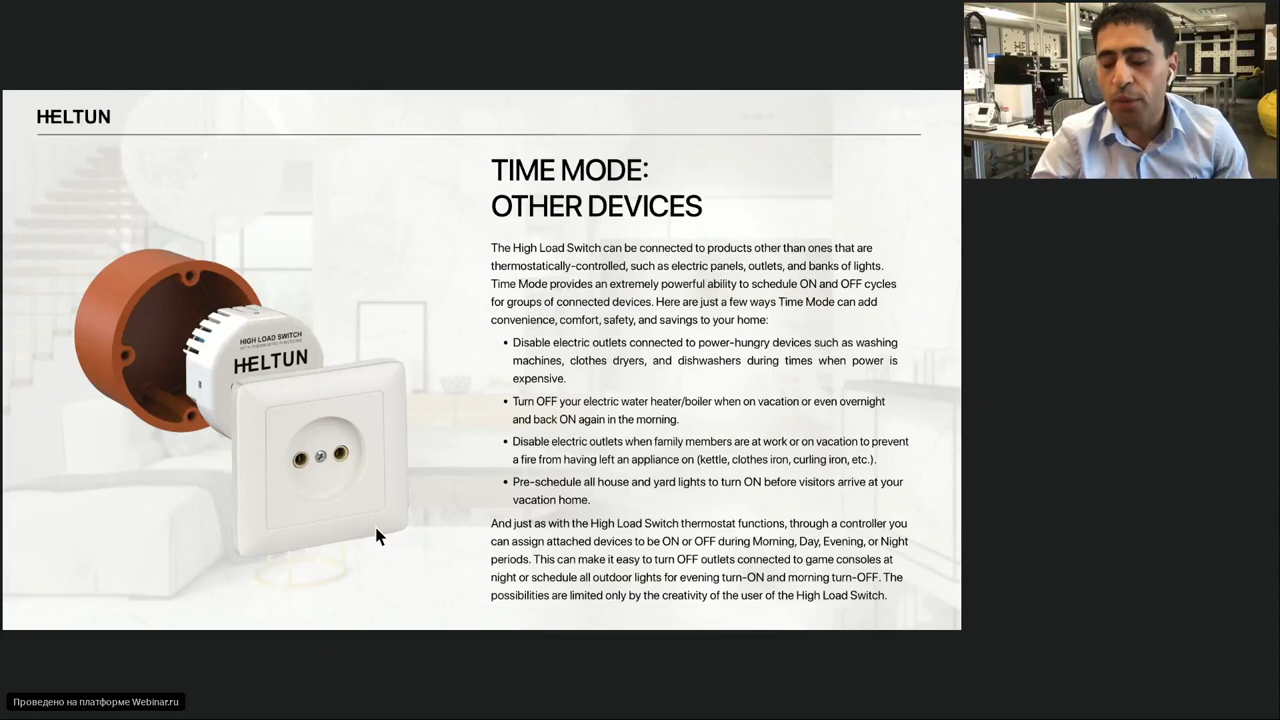 HELTUN
TIME MODE:
OTHER DEVICES
The High Load Switch can be connected to products other than ones that are
thermostatically-controlled, such as electric panels, outlets, and banks of lights.
Time Mode provides an extremely powerful ability to schedule ON and OFF cycles
for groups of connected devices. Here are just a few ways Time Mode can add
convenience, comfort, safety, and savings to your home:
• Disable electric outlets connected to power-hungry devices such as washing
machines, clothes dryers, and dishwashers during times when power is
expensive.
• Turn OFF your electric water heater/boiler when on vacation or even overnight
and back ON again in the morning.
• Disable electric outlets when family members are at work or on vacation to prevent
a fire from having left an appliance on (kettle, clothes iron, curling iron, etc.).
• Pre-schedule all house and yard lights to turn ON before visitors arrive at your
vacation home.
And just as with the High Load Switch thermostat functions, through a controller you
can assign attached devices to be ON or OFF during Morning, Day, Evening, or Night
periods. This can make it easy to turn OFF outlets connected to game consoles at
night or schedule all outdoor lights for evening turn-ON and morning turn-OFF. The
possibilities are limited only by the creativity of the user of the High Load Switch.
HIGH LOAD SWITCH
WITH THERMOSTAT FUNCTIONS
HELTUN
Проведено на платформе Webinar.ru